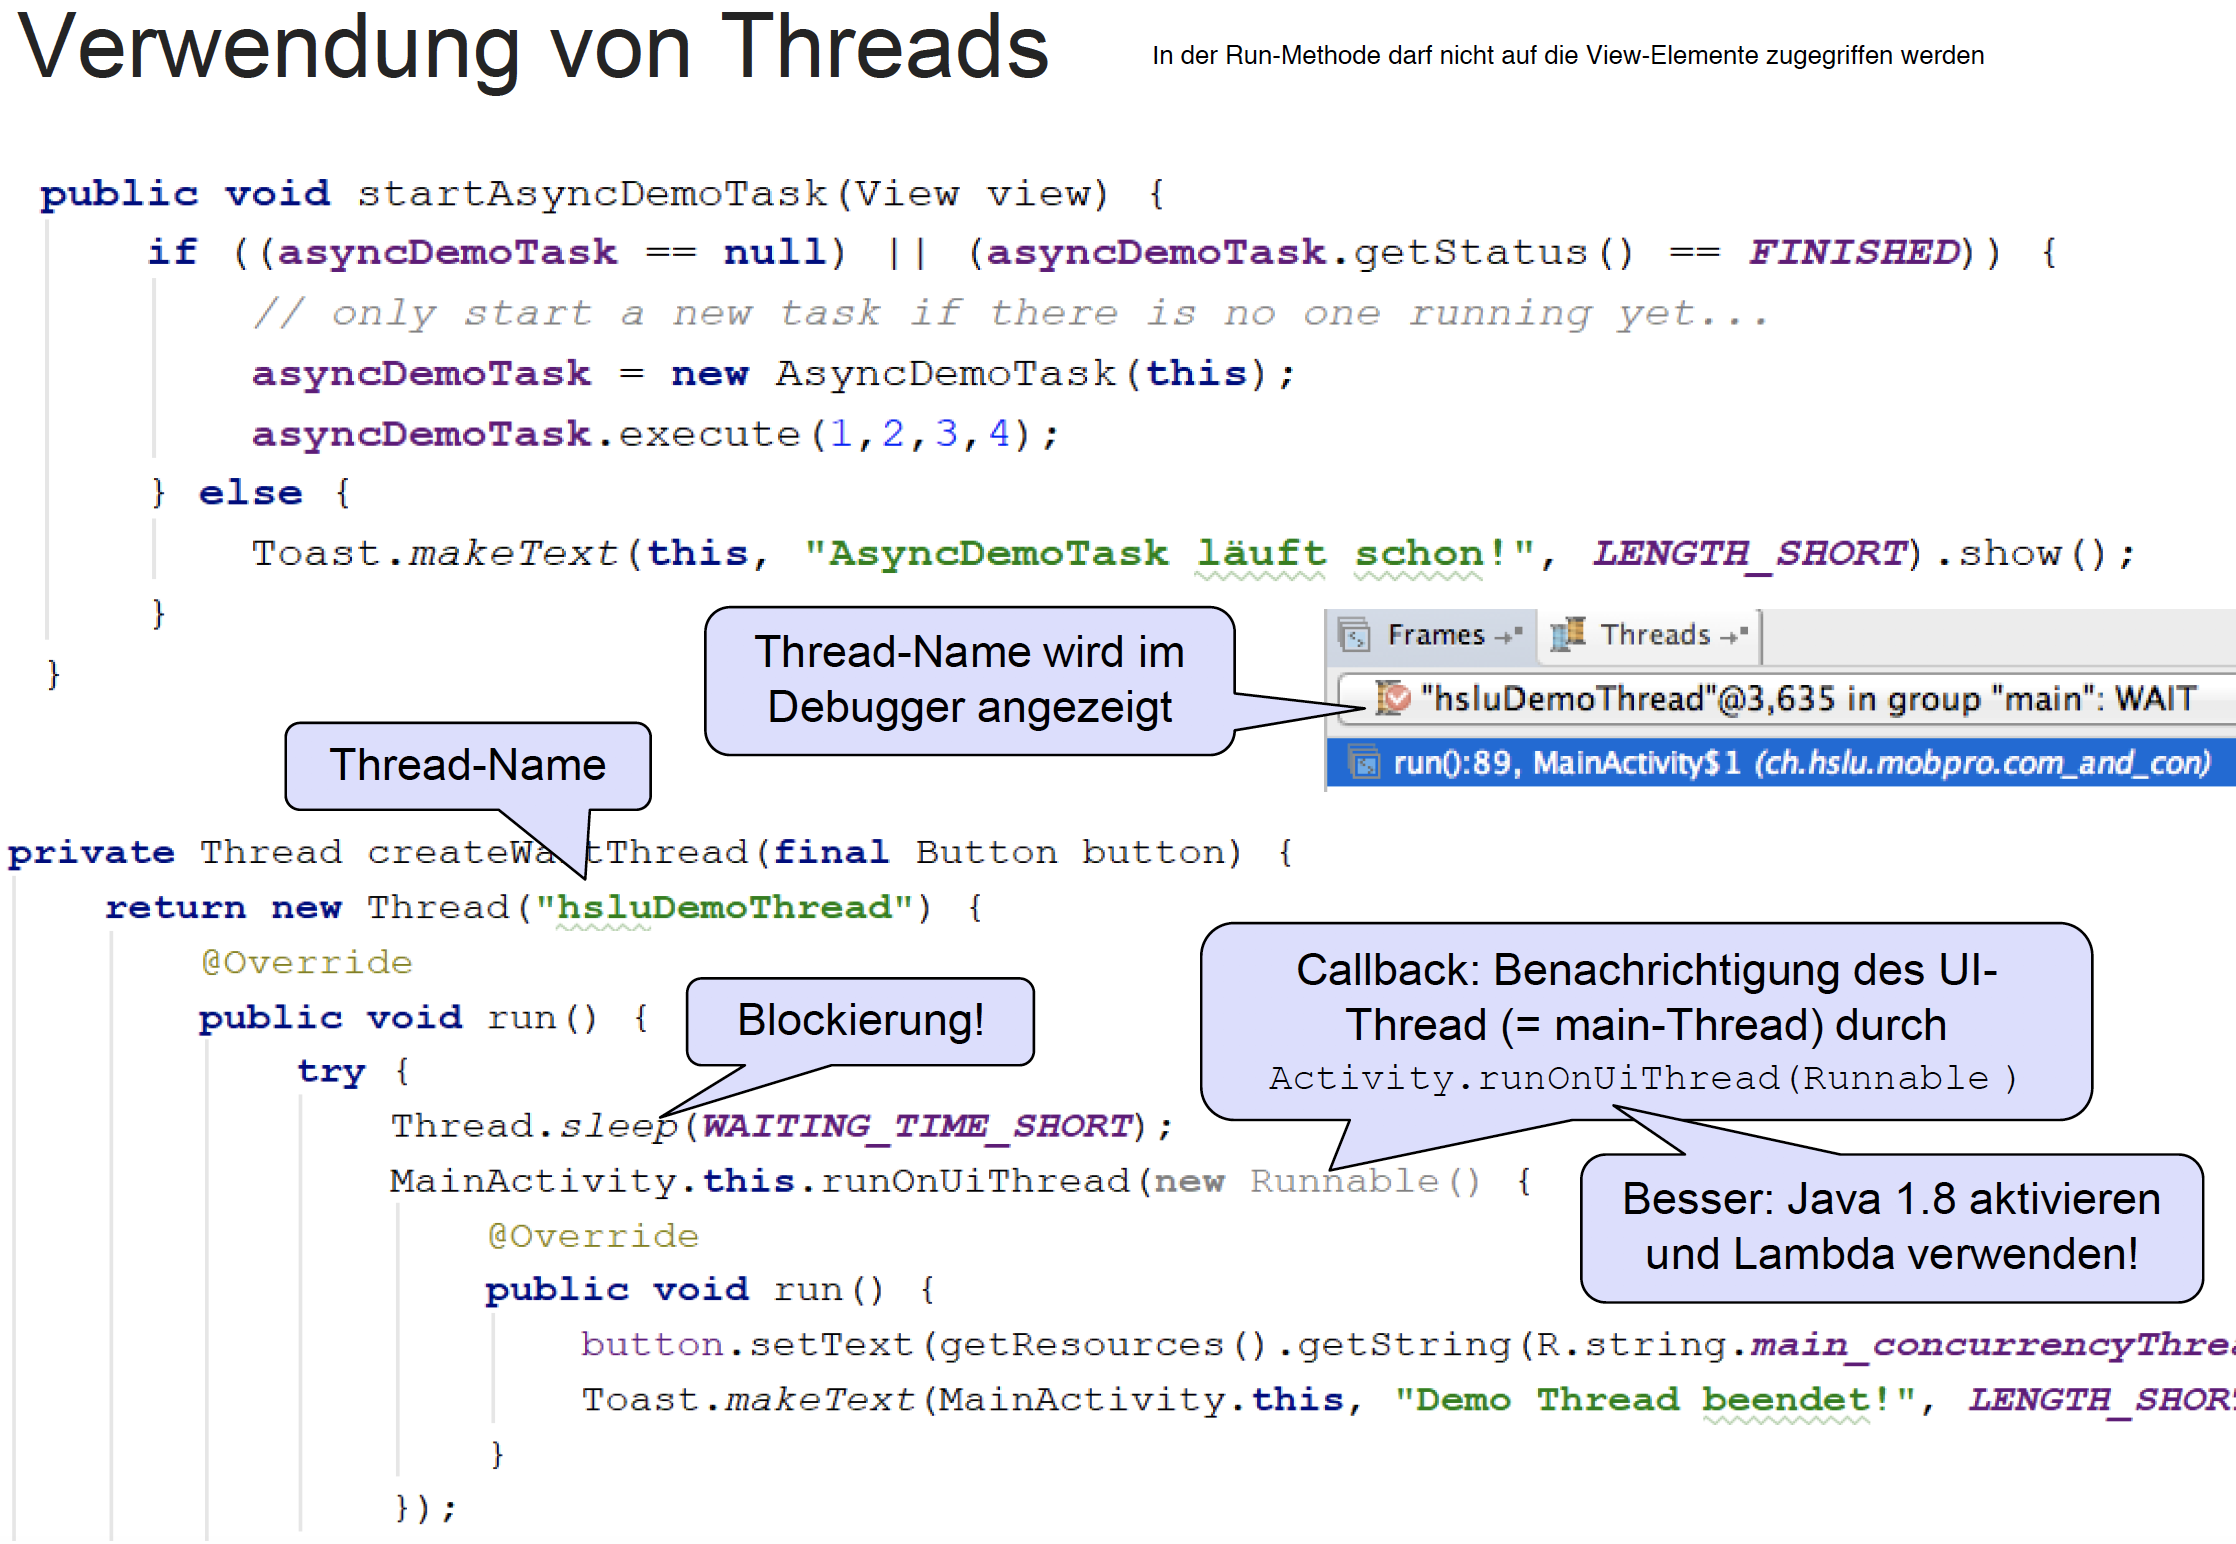 Verwendung von Threads
In der Run-Methode darf nicht auf die View-Elemente zugegriffen werden
public void startAsyncDemoTask(View view) {
if ((asyncDemoTask == null) || (asyncDemoTask.getStatus() == FINISHED)) {
// only start a new task if there is no one running yet...
asyncDemoTask = new AsyncDemoTask(this);
asyncDemoTask.execute(1,2,3,4);
} else {
Toast.makeText(this, "AsyncDemoTask läuft schon!", LENGTH_SHORT).show();
}
}
Thread-Name wird im
Debugger angezeigt
Frames
Threads
"hsluDemoThread"@3,635 in group "main": WAIT
run():89, MainActivity$1 (ch.hslu.mobpro.com_and_con)
Thread-Name
private Thread createWaitThread(final Button button) {
return new Thread("hsluDemoThread") {
@Override
public void run() {
Blockierung!
try {
Thread.sleep(WAITING_TIME_SHORT);
Callback: Benachrichtigung des UI-
Thread (= main-Thread) durch
Activity.runOnUiThread(Runnable )
MainActivity.this.runOnUiThread(new Runnable() {
Besser: Java 1.8 aktivieren
und Lambda verwenden!
@Override
public void run() {
button.setText(getResources().getString(R.string.main_concurrencyThrea
Toast.makeText(MainActivity.this, "Demo Thread beendet!", LENGTH_SHORT
}
});